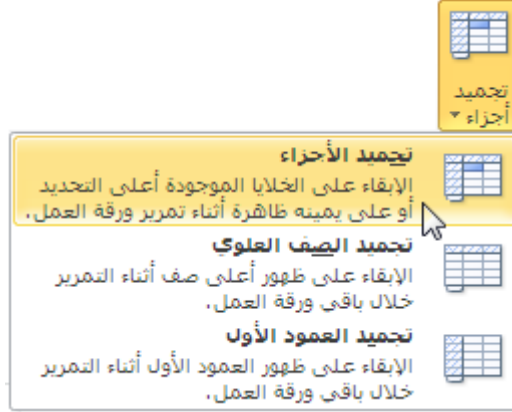 تجميد
أجزاء
تجميد الأجزاء
الإبقاء على الخلايا الموجودة أعلى التحديد
أو على يمينه ظاهرة أثناء تمرير ورقة العمل.
تجميد الصف العلوي
الإبقاء على ظهور أعلى صف أثناء التمرير
خلال باقي ورقة العمل.
تجميد العمود الأول
الإبقاء على ظهور العمود الأول أثناء التمرير
خلال باقي ورقة العمل.